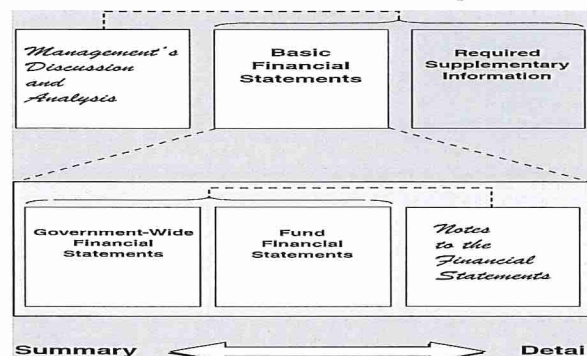 Management's
Discussion
and
Analysis
Basic
Financial
Statements
Required
Supplementary
Information
Government-Wide
Financial
Statements
Fund
Financial
Statements
Notes
to the
Financial
Statements
Summary
Detai